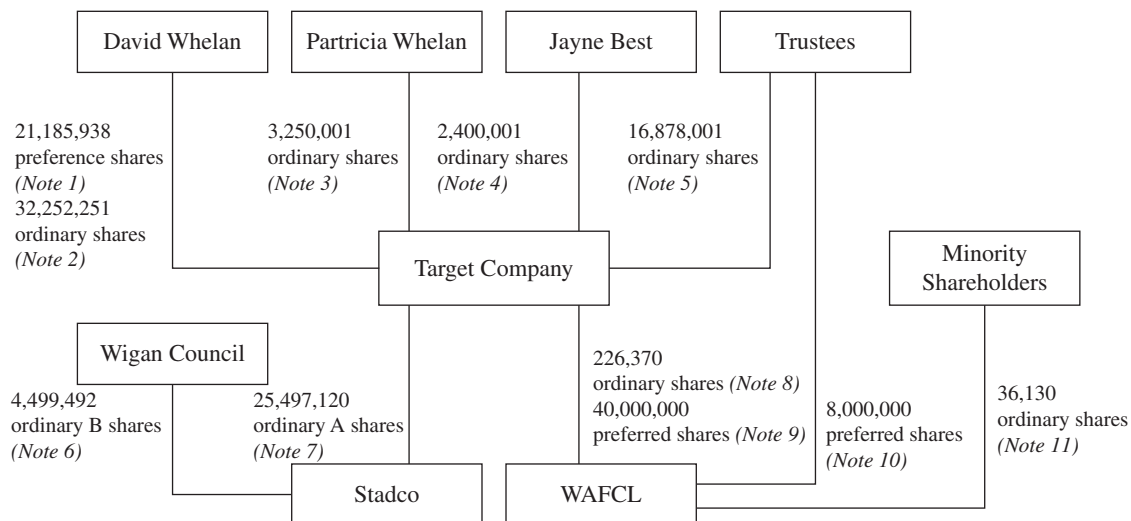 David Whelan
Partricia Whelan
Jayne Best
Trustees
21,185,938
preference shares
(Note 1)
32,252,251
ordinary shares
(Note 2)
3,250,001
ordinary shares
(Note 3)
2,400,001
ordinary shares
(Note 4)
16,878,001
ordinary shares
(Note 5)
Target Company
Minority
Shareholders
Wigan Council
4,499,492
ordinary B shares
(Note 6)
25,497,120
ordinary A shares
(Note 7)
226,370
ordinary shares (Note 8)
40,000,000
preferred shares (Note 9)
8,000,000
preferred shares
(Note 10)
36,130
ordinary shares
(Note 11)
Stadco
WAFCL